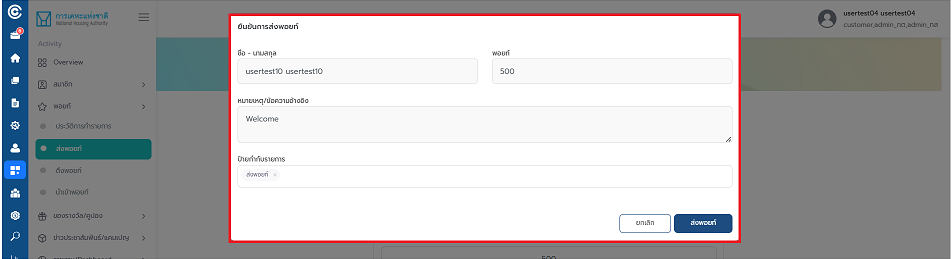 การเคหะแห่งชาติ
National Housing Authority
usertest04 usertest04
customer,admin_กต,admin_กส
Activity
Overview
สมาชิก
พอยท์
ประวัติการทำรายการ
ส่งพอยท์
ดึงพอยท์
นำเข้าพอยท์
ของรางวัล/คูปอง
ข่าวประชาสัมพันธ์/แคมเปญ
ยืนยันการส่งพอยท์
ชื่อ - นามสกุล
พอยท์
usertest10 usertest10
500
หมายเหตุ/ข้อความอ้างอิง
Welcome
ป้ายกำกับรายการ
ส่งพอยท์ ×
ยกเลิก
ส่งพอยท์
500